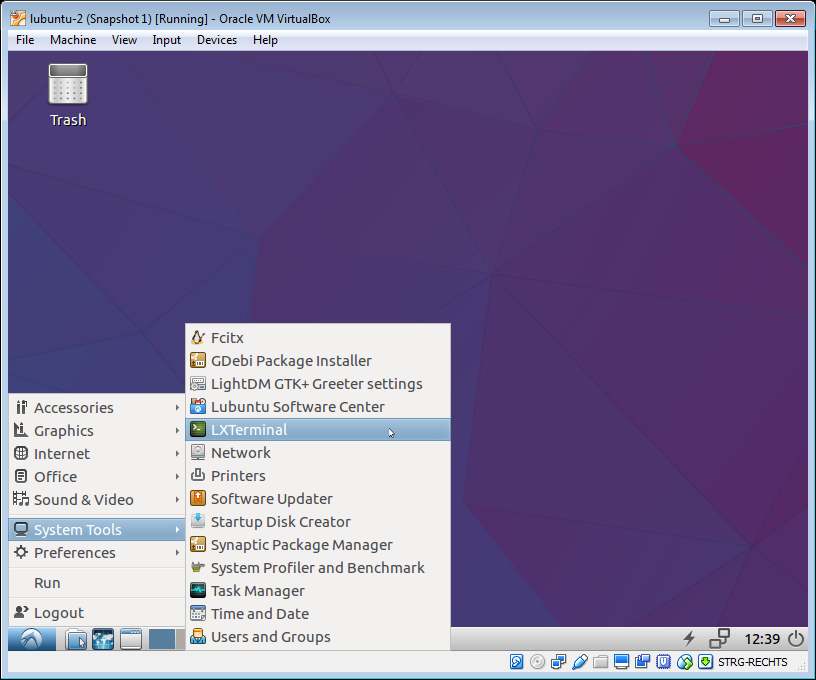 lubuntu-2 (Snapshot 1) [Running] - Oracle VM VirtualBox
File Machine View Input Devices Help
Trash
Fcitx
GDebi Package Installer
LightDM GTK+ Greeter settings
Lubuntu Software Center
LXTerminal
Network
Printers
Software Updater
Startup Disk Creator
Synaptic Package Manager
System Profiler and Benchmark
Task Manager
Time and Date
Users and Groups
Accessories
Graphics
Internet
Office
Sound & Video
System Tools
Preferences
Run
Logout
12:39
STRG-RECHTS